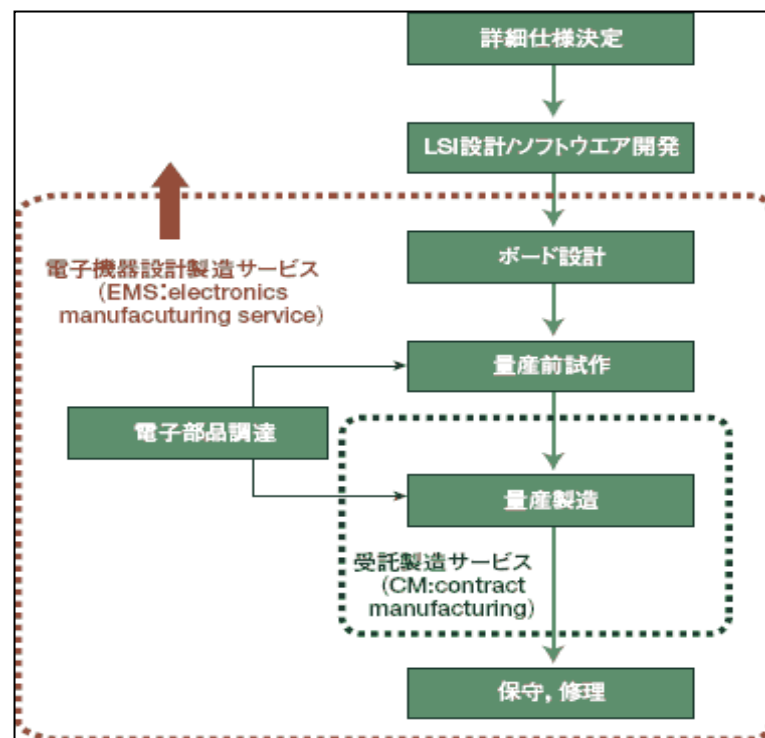 詳細仕様決定
LSI設計/ソフトウエア開発
ボード設計
電子機器設計製造サービス
(EMS:electronics
manufacuturing service)
量産前試作
電子部品調達
量産製造
受託製造サービス
(CM:contract
manufacturing)
保守,修理